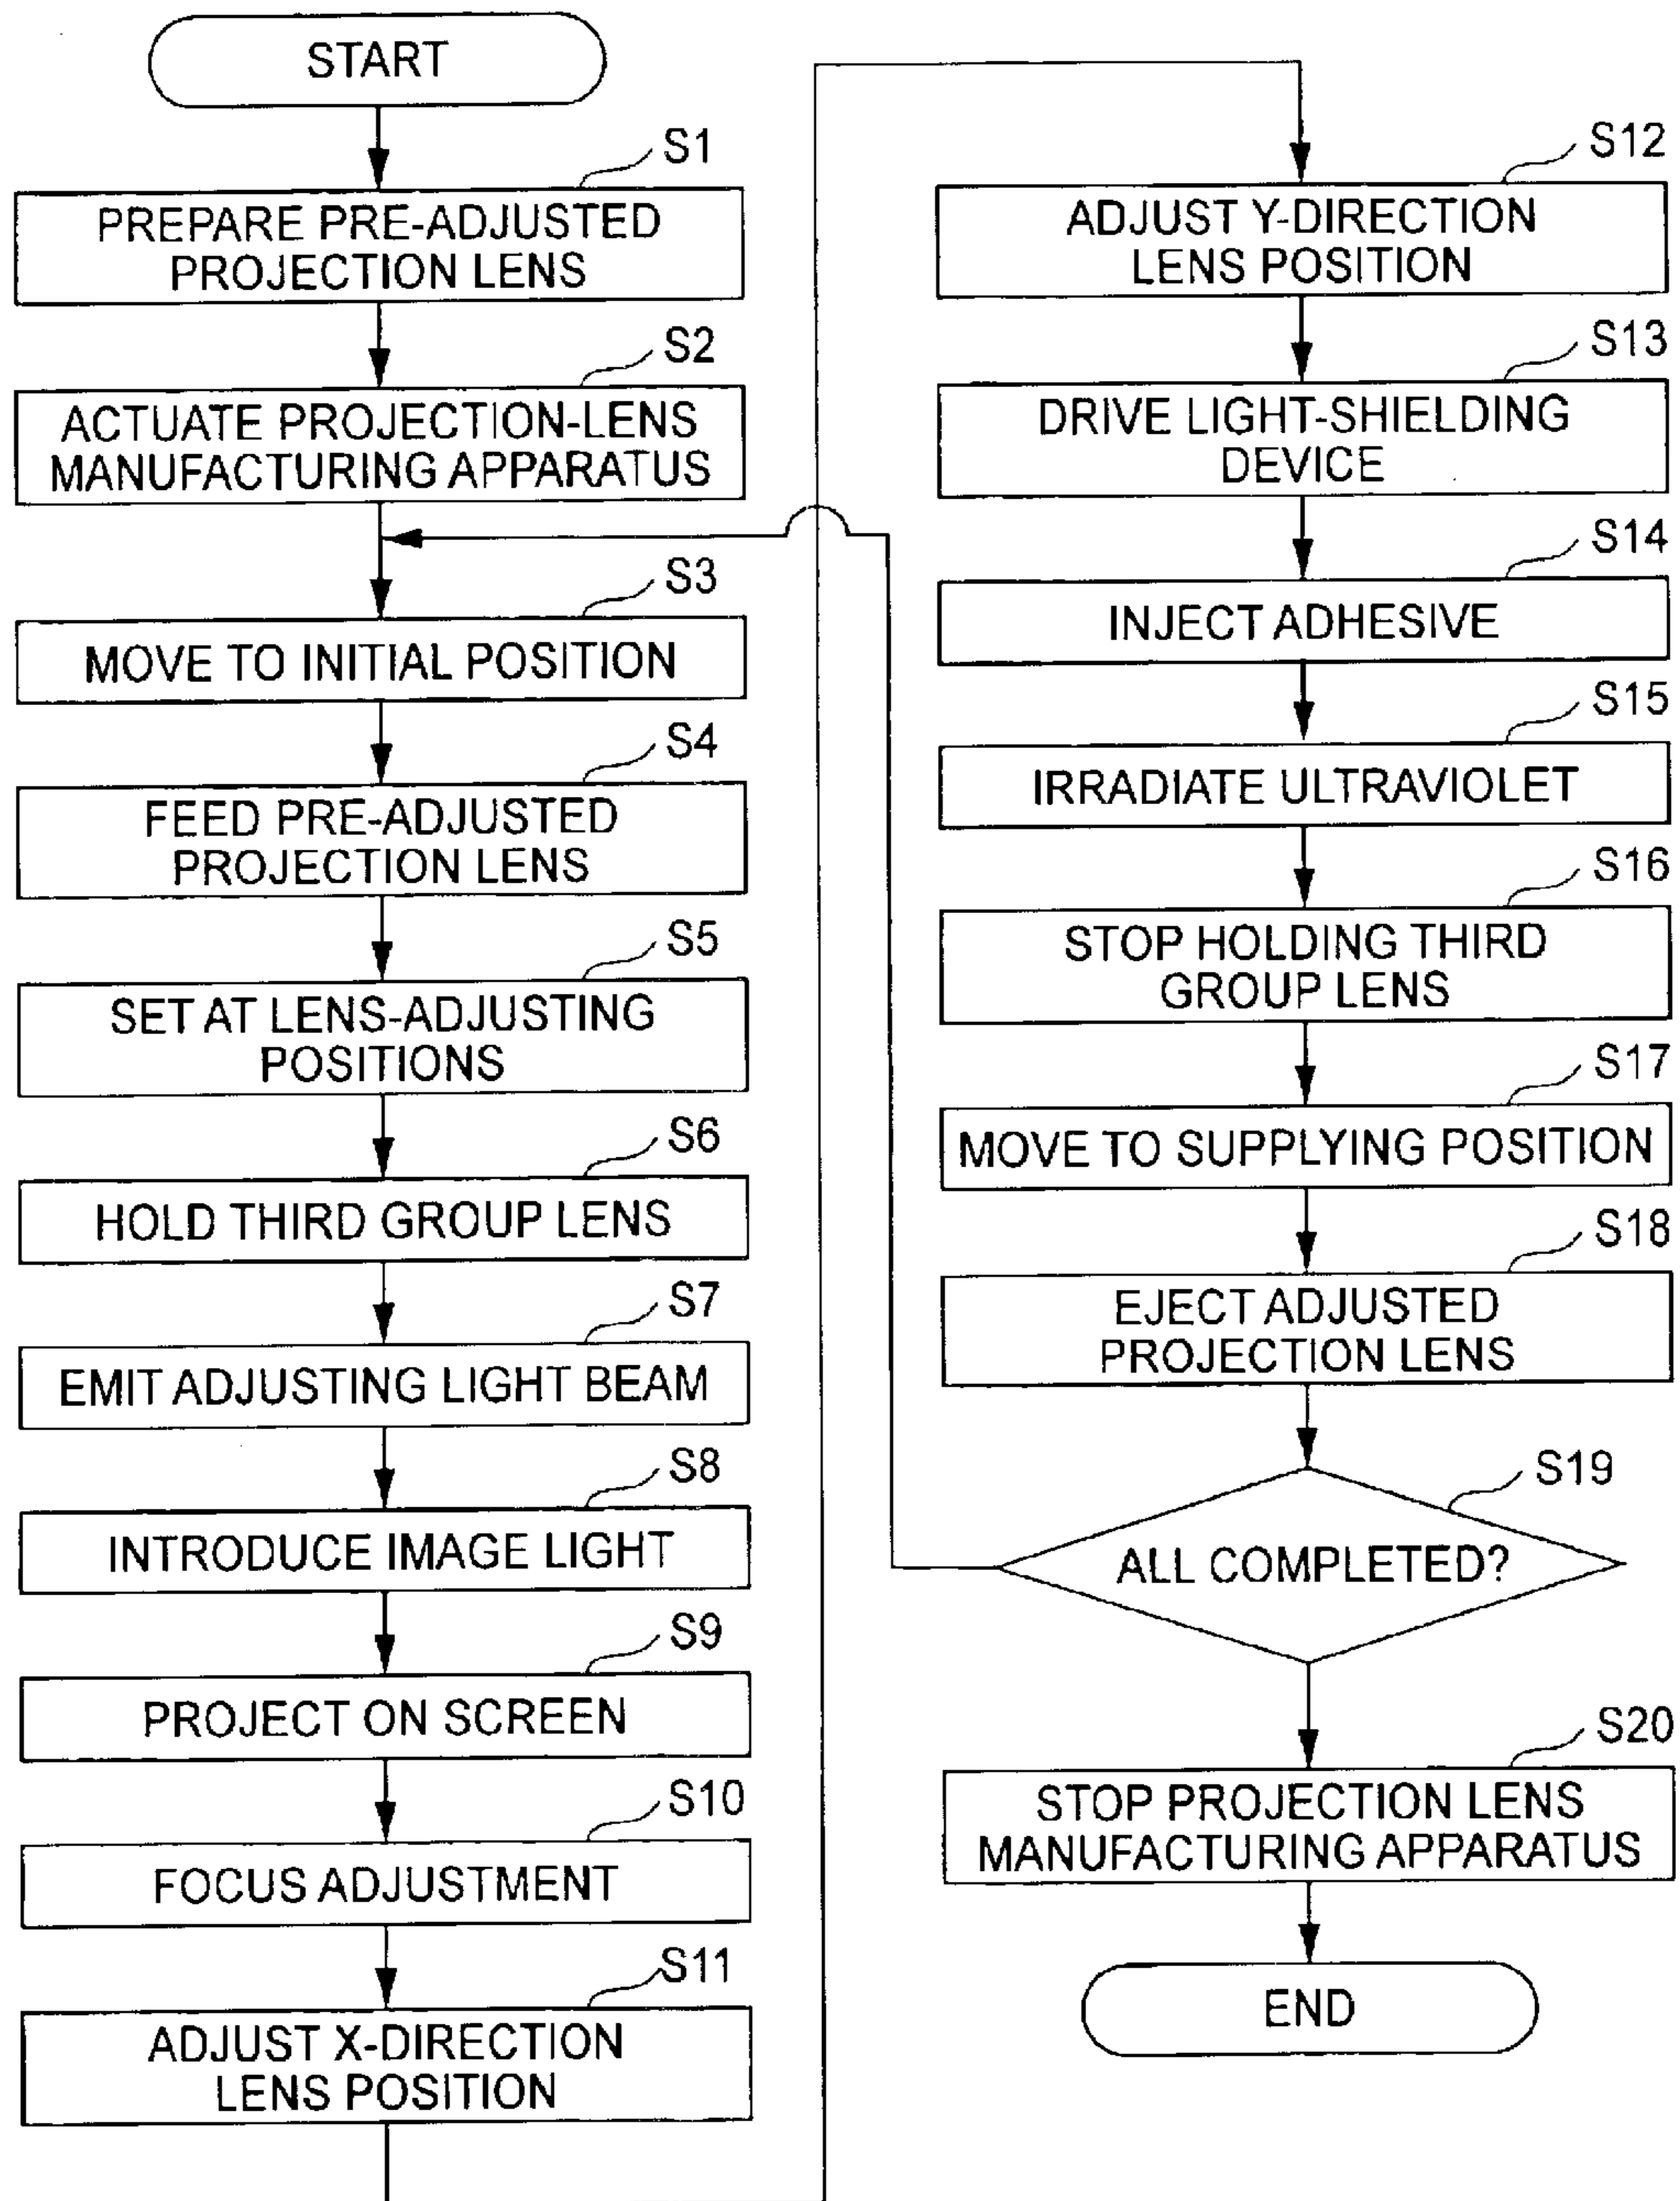 START
S1
PREPARE PRE-ADJUSTED
PROJECTION LENS
S2
ACTUATE PROJECTION-LENS
MANUFACTURING APPARATUS
S3
MOVE TO INITIAL POSITION
S4
FEED PRE-ADJUSTED
PROJECTION LENS
S5
SET AT LENS-ADJUSTING
POSITIONS
S6
HOLD THIRD GROUP LENS
S7
EMIT ADJUSTING LIGHT BEAM
S8
INTRODUCE IMAGE LIGHT
S9
PROJECT ON SCREEN
S10
FOCUS ADJUSTMENT
S11
ADJUST X-DIRECTION
LENS POSITION
S12
ADJUST Y-DIRECTION
LENS POSITION
S13
DRIVE LIGHT-SHIELDING
DEVICE
S14
INJECT ADHESIVE
S15
IRRADIATE ULTRAVIOLET
S16
STOP HOLDING THIRD
GROUP LENS
S17
MOVE TO SUPPLYING POSITION
S18
EJECT ADJUSTED
PROJECTION LENS
S19
ALL COMPLETED?
S20
STOP PROJECTION LENS
MANUFACTURING APPARATUS
END